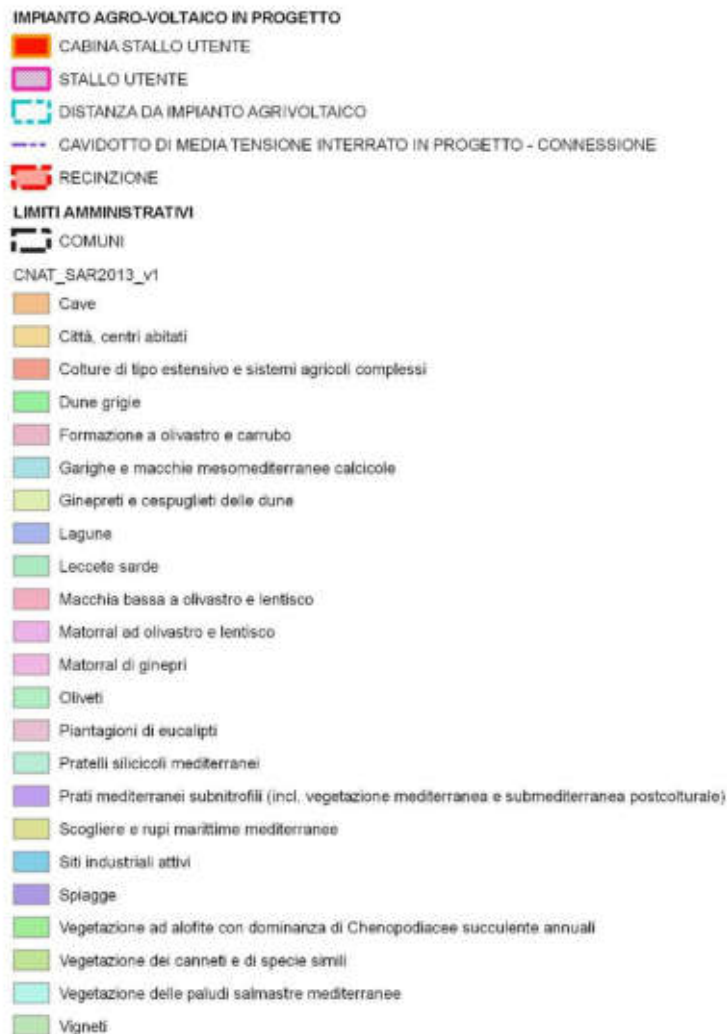 IMPIANTO AGRO-VOLTAICO IN PROGETTO
CABINA STALLO UTENTE
STALLO UTENTE
DISTANZA DA IMPIANTO AGRIVOLTAICO
CAVIDOTTO DI MEDIA TENSIONE INTERRATO IN PROGETTO - CONNESSIONE
RECINZIONE
LIMITI AMMINISTRATIVI
COMUNI
CNAT_SAR2013_v1
Cave
Città, centri abitati
Colture di tipo estensivo e sistemi agricoli complessi
Dune grigie
Formazione a olivastro e carrubo
Garighe e macchie mesomediterranee calcicole
Ginepreti e cespuglieti delle dune
Lagune
Leccete sarde
Macchia bassa a olivastro e lentisco
Matorral ad olivastro e lentisco
Matorral di ginepri
Oliveti
Piantagioni di eucalipti
Pratelli silicicoli mediterranei
Prati mediterranei subnitrofili (incl. vegetazione mediterranea e submediterranea postcolturale)
Scogliere e rupi marittime mediterranee
Siti industriali attivi
Spiagge
Vegetazione ad alofite con dominanza di Chenopodiacee succulente annuali
Vegetazione dei canneti e di specie simili
Vegetazione delle paludi salmastre mediterranee
Vigneti